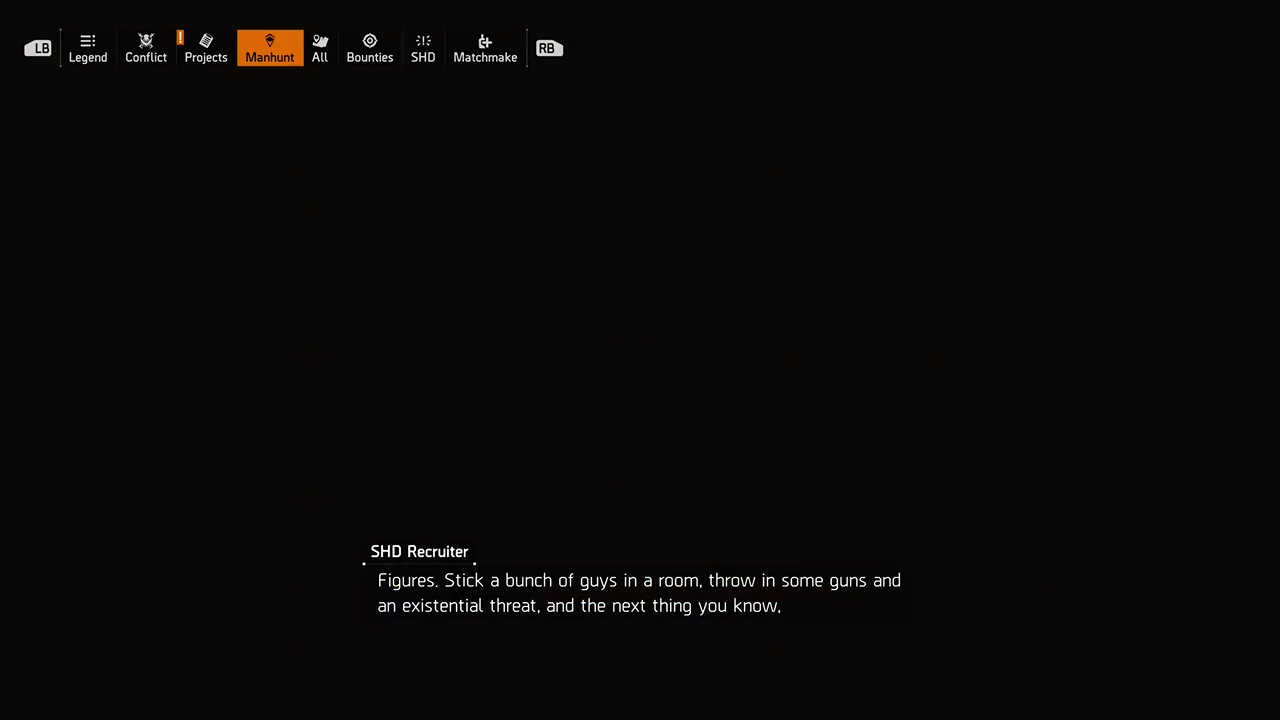 LB Legend Conflict ! Projects Manhunt All Bounties SHD Matchmake RB
SHD Recruiter
Figures. Stick a bunch of guys in a room, throw in some guns and
an existential threat, and the next thing you know,